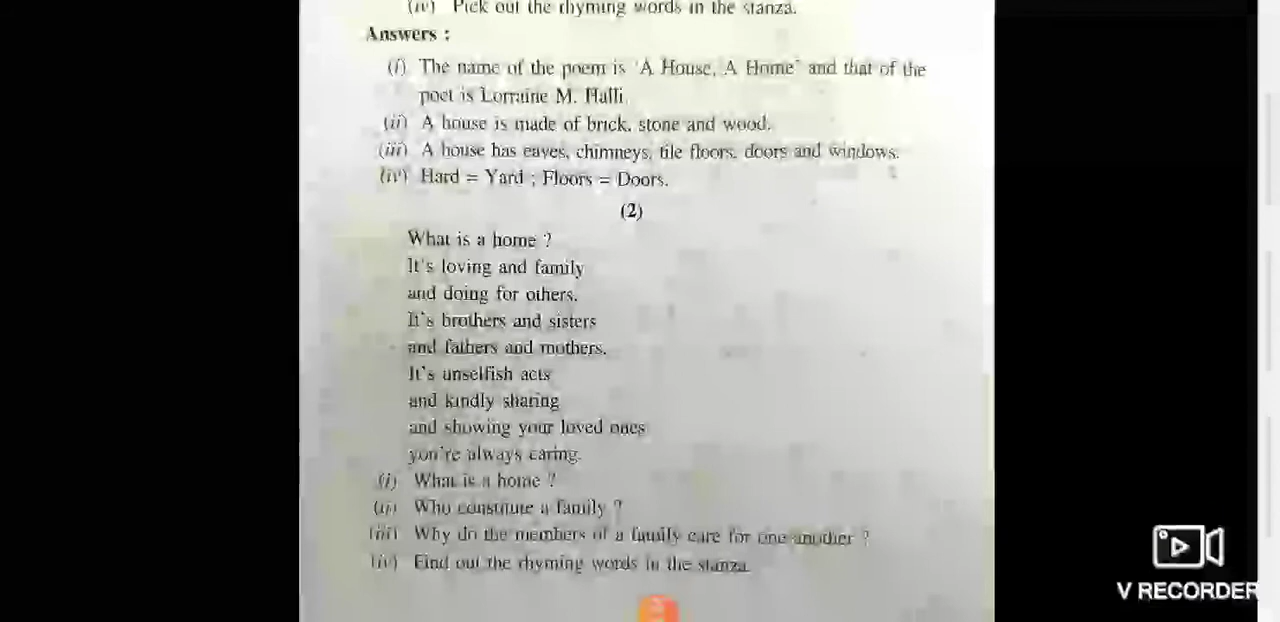 (iv) Pick out the rhyming words in the stanza.
Answers :
(i) The name of the poem is 'A House, A Home' and that of the
poet is Lorraine M. Halli.
(ii) A house is made of brick, stone and wood.
(iii) A house has eaves, chimneys, tile floors, doors and windows.
(iv) Hard = Yard ; Floors = Doors.
(2)
What is a home ?
It's loving and family
and doing for others.
It's brothers and sisters
and fathers and mothers.
It's unselfish acts
and kindly sharing
and showing your loved ones
you're always caring.
(i) What is a home ?
(ii) Who constitute a family ?
(iii) Why do the members of a family care for one another ?
(iv) Find out the rhyming words in the stanza.
V RECORDER